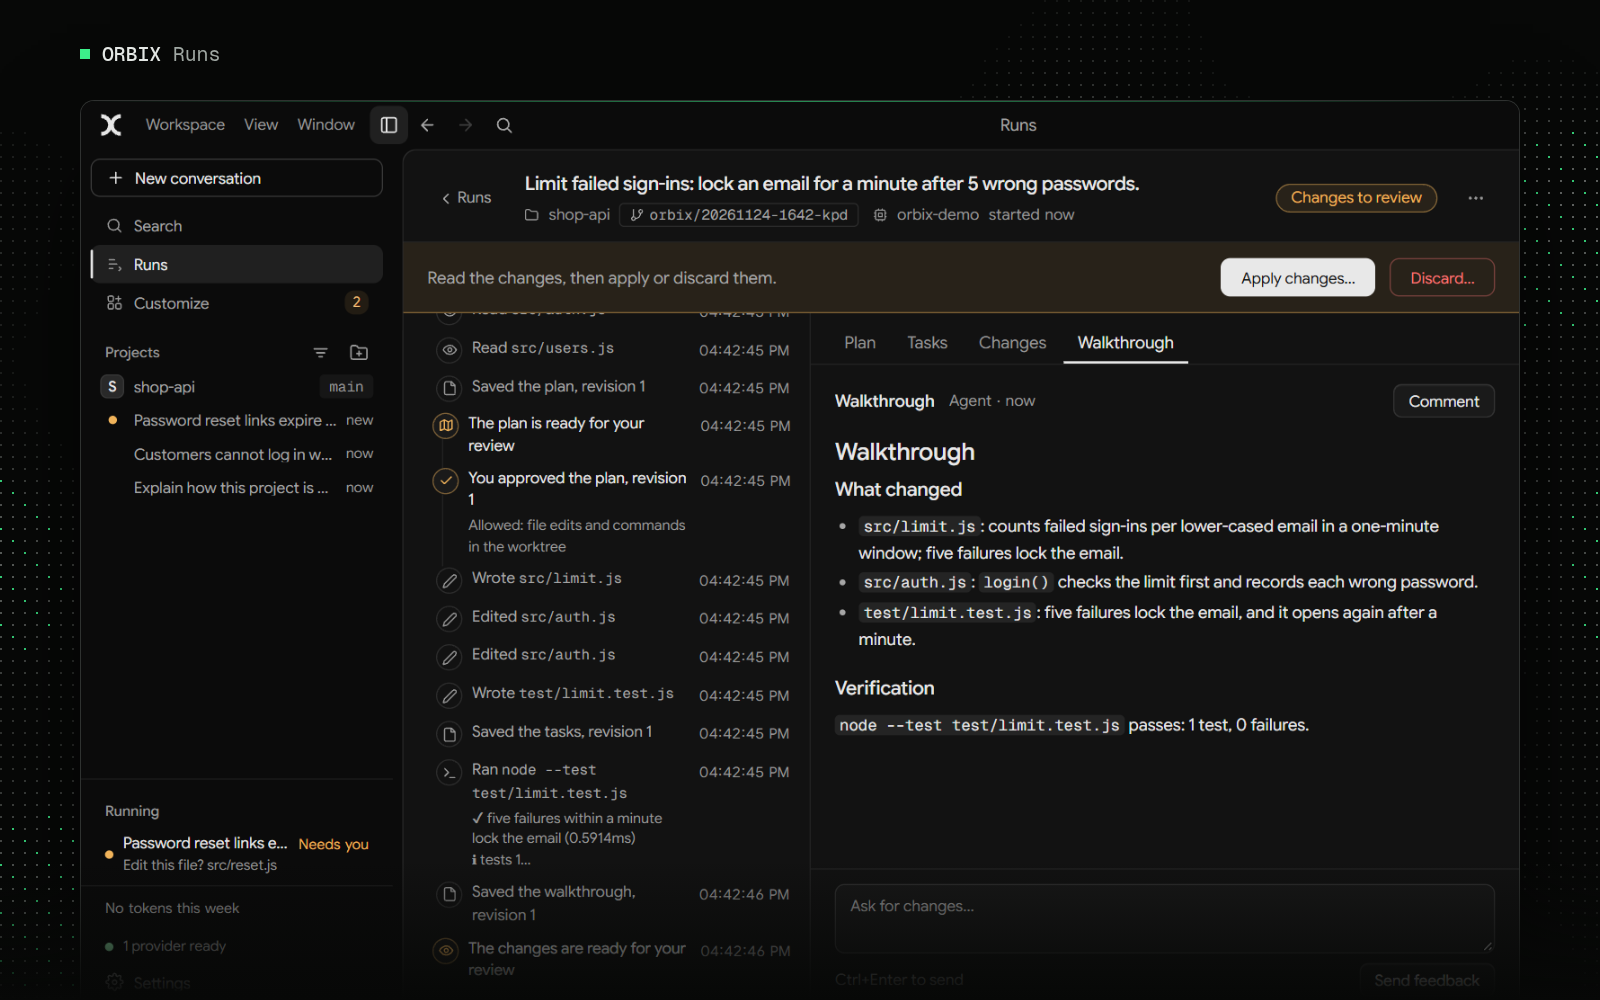 ORBIX Runs
Workspace View Window
Runs
New conversation
Search
Runs
Customize 2
Projects
S shop-api main
Password reset links expire ... new
Customers cannot log in w... now
Explain how this project is ... now
Running
Password reset links e... Needs you
Edit this file? src/reset.js
No tokens this week
1 provider ready
Settings
Runs
Limit failed sign-ins: lock an email for a minute after 5 wrong passwords.
shop-api orbix/20261124-1642-kpd orbix-demo started now
Changes to review
Read the changes, then apply or discard them.
Apply changes...
Discard...
Read src/auth.js 04:42:45 PM
Read src/users.js 04:42:45 PM
Saved the plan, revision 1 04:42:45 PM
The plan is ready for your 04:42:45 PM
review
You approved the plan, revision 04:42:45 PM
1
Allowed: file edits and commands
in the worktree
Wrote src/limit.js 04:42:45 PM
Edited src/auth.js 04:42:45 PM
Edited src/auth.js 04:42:45 PM
Wrote test/limit.test.js 04:42:45 PM
Saved the tasks, revision 1 04:42:45 PM
Ran node --test 04:42:45 PM
test/limit.test.js
✓ five failures within a minute
lock the email (0.5914ms)
ℹ tests 1...
Saved the walkthrough, 04:42:46 PM
revision 1
The changes are ready for your 04:42:46 PM
review
Plan Tasks Changes Walkthrough
Walkthrough Agent · now
Comment
Walkthrough
What changed
• src/limit.js: counts failed sign-ins per lower-cased email in a one-minute
window; five failures lock the email.
• src/auth.js: login() checks the limit first and records each wrong password.
• test/limit.test.js: five failures lock the email, and it opens again after a
minute.
Verification
node --test test/limit.test.js passes: 1 test, 0 failures.
Ask for changes...
Ctrl+Enter to send
Send feedback